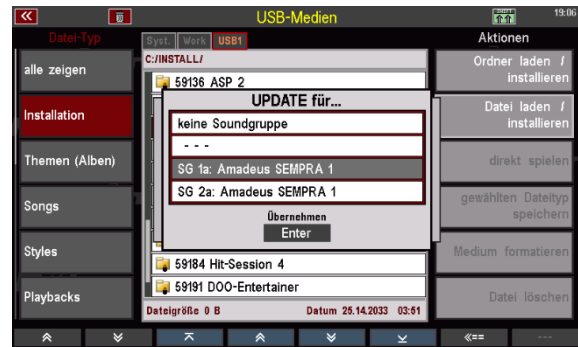 USB-Medien
SHIFT
19:06
Datei-Typ
Syst. Work USB1
Aktionen
C:/INSTALL/
alle zeigen
59136 ASP 2
Ordner laden /
installieren
UPDATE für...
Installation
keine Soundgruppe
Datei laden /
installieren
- - -
Themen (Alben)
SG 1a: Amadeus SEMPRA 1
direkt spielen
SG 2a: Amadeus SEMPRA 1
Songs
gewählten Dateityp
speichern
Übernehmen
Enter
Styles
59184 Hit-Session 4
Medium formatieren
59191 DOO-Entertainer
Playbacks
Datei löschen
Dateigröße 0 B
Datum 25.14.2033 03:51
«==
---